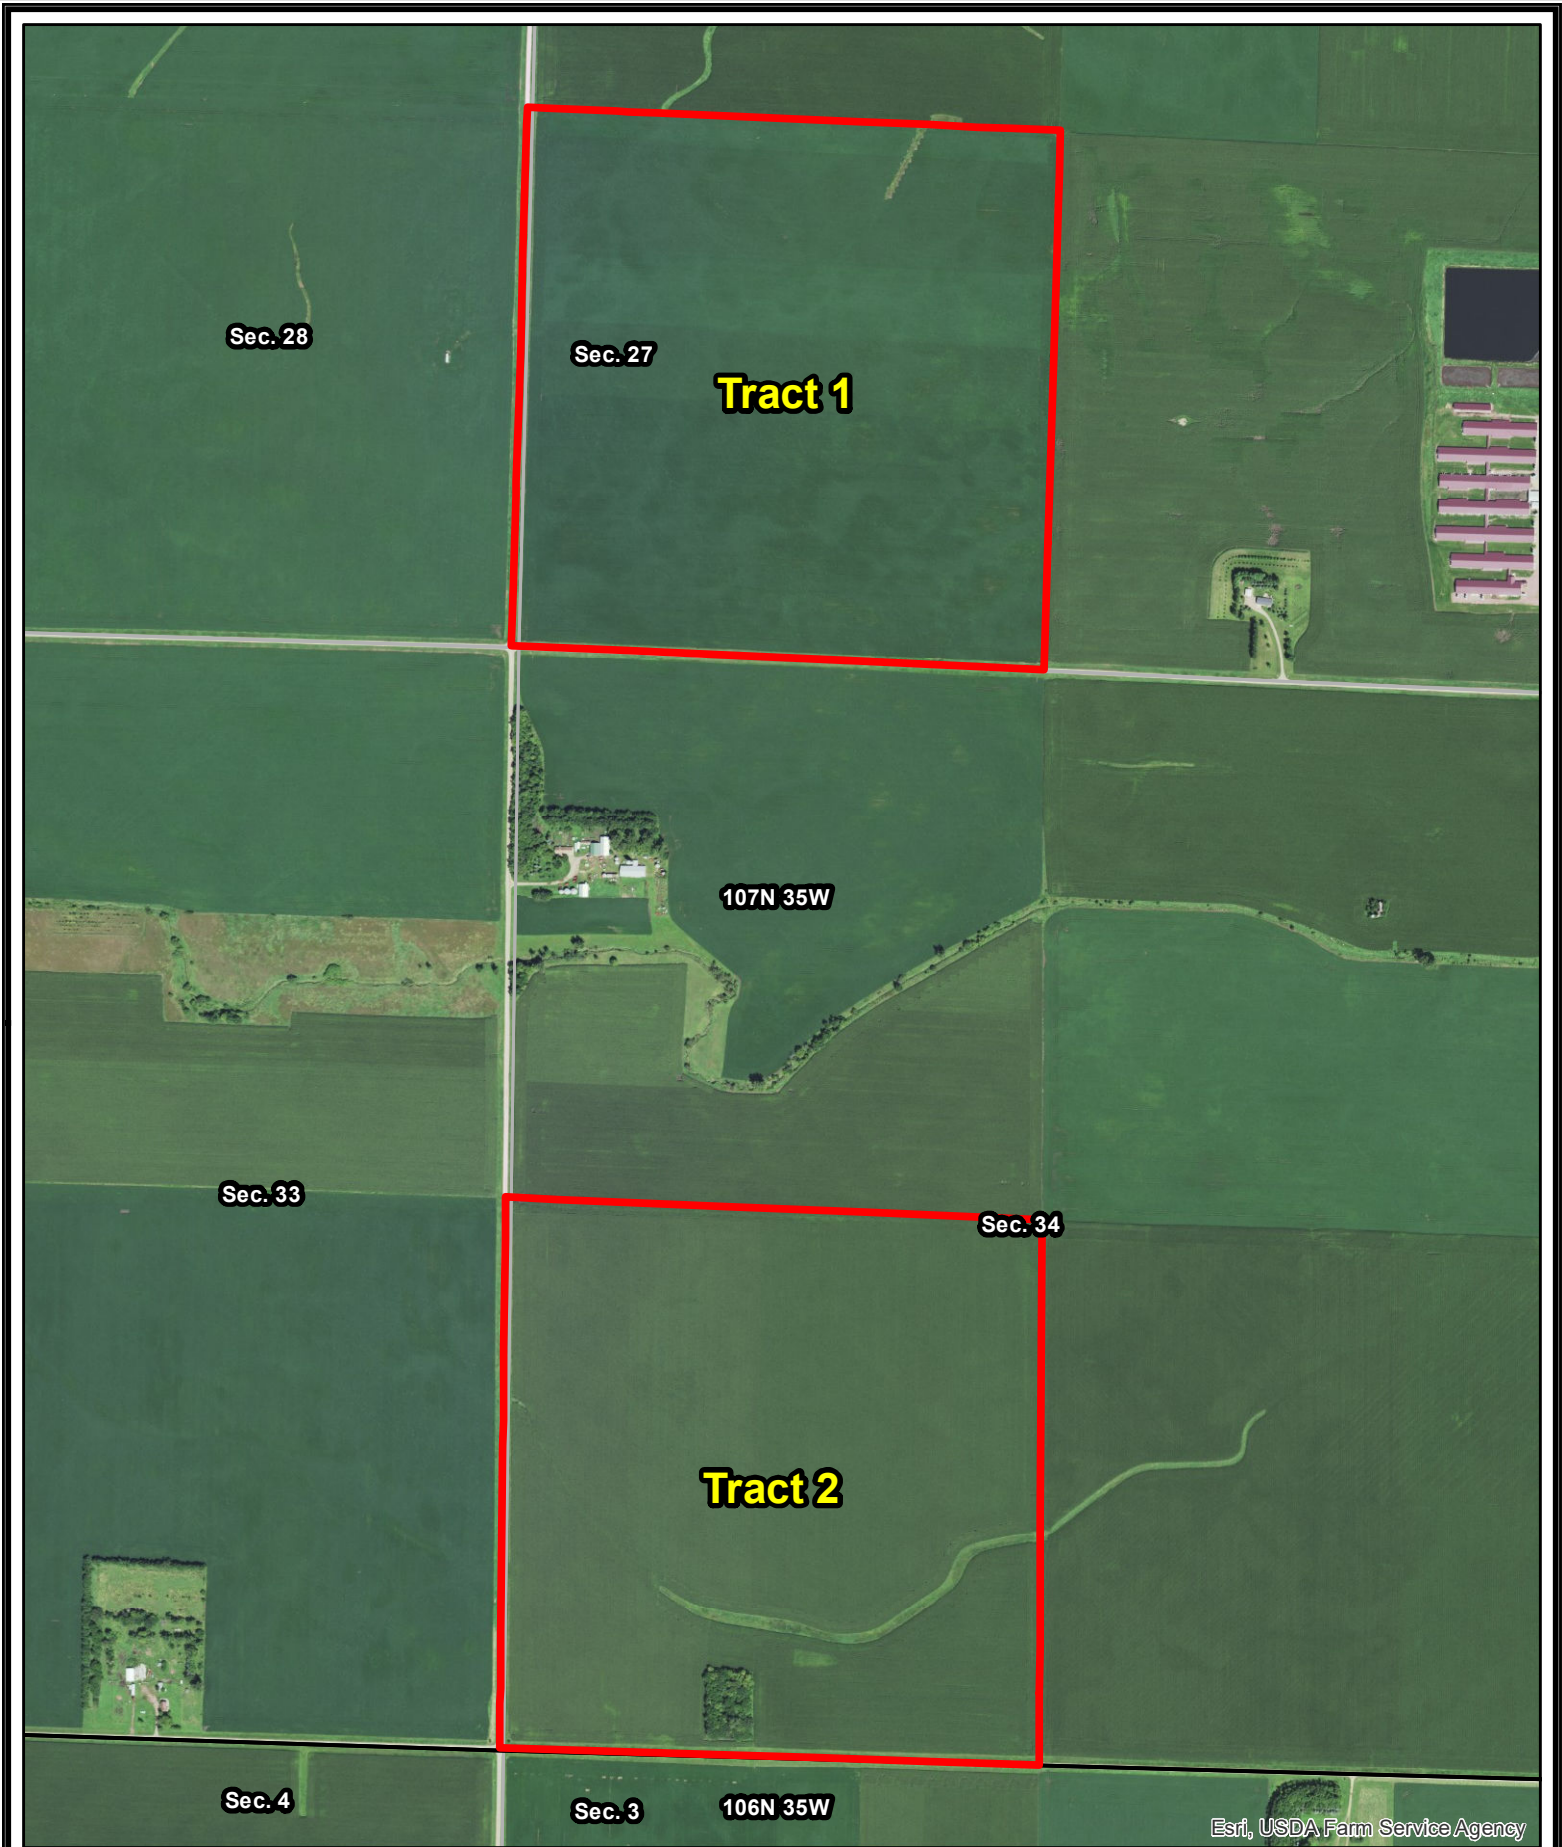 Sec. 28
Sec. 27
Tract 1
107N 35W
Sec. 33
Sec. 34
Tract 2
Sec. 4
Sec. 3
106N 35W
Esri, USDA Farm Service Agency